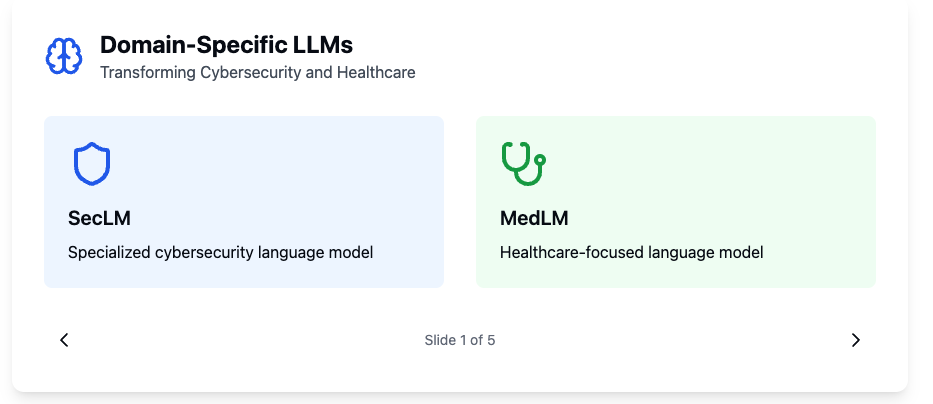 Domain-Specific LLMs
Transforming Cybersecurity and Healthcare
SecLM
Specialized cybersecurity language model
MedLM
Healthcare-focused language model
Slide 1 of 5